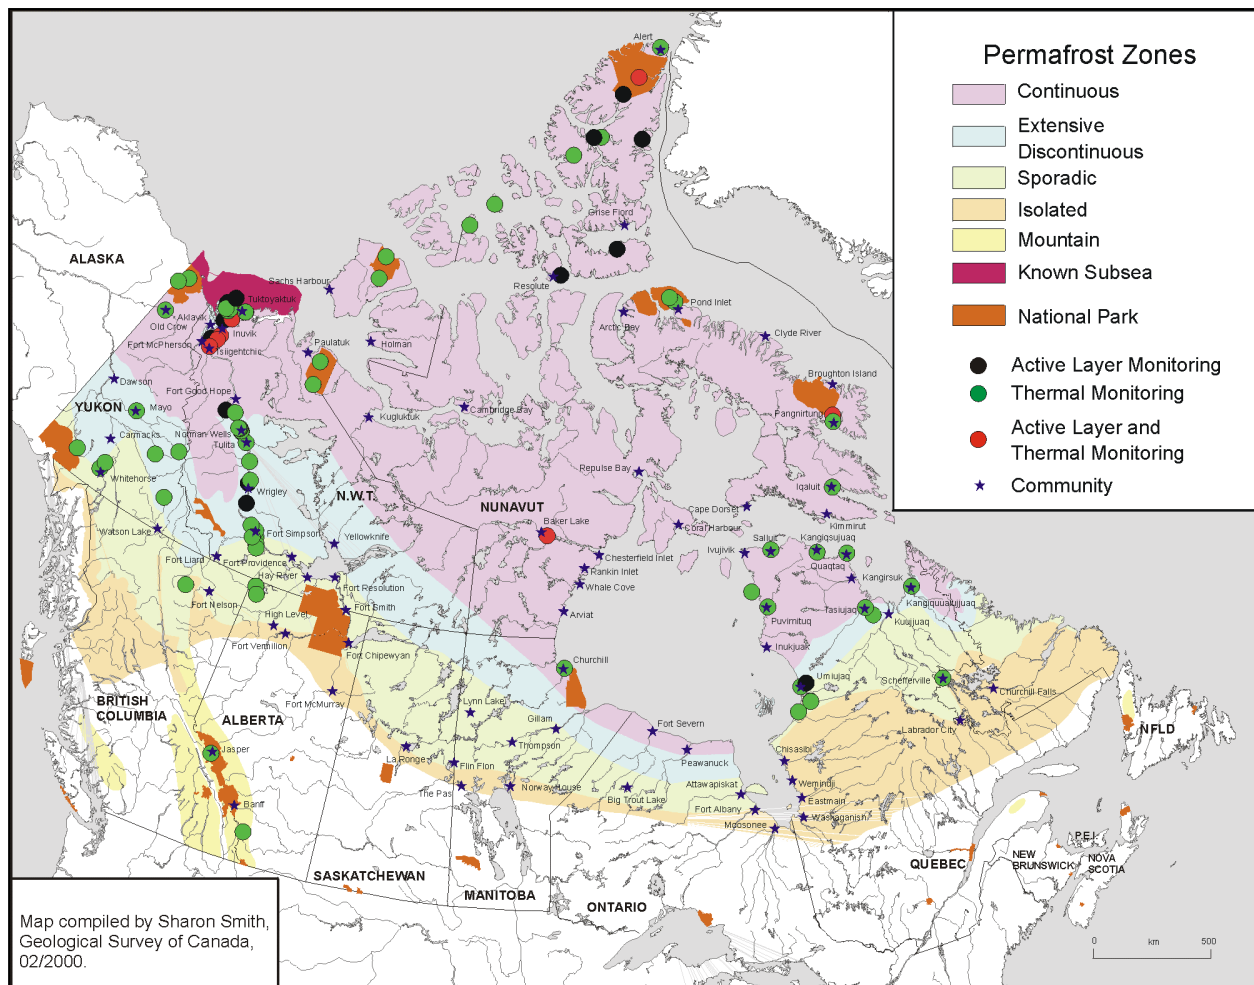 Permafrost Zones
Continuous
Extensive
Discontinuous
Sporadic
Isolated
Mountain
Known Subsea
National Park
Active Layer Monitoring
Thermal Monitoring
Active Layer and
Thermal Monitoring
Community
Alert
Grise Fiord
ALASKA
Sachs Harbour
Resolute
Tuktoyaktuk
Pond Inlet
Aklavik
Old Crow
Arctic Bay
Inuvik
Clyde River
Fort McPherson
Tsiigehtchic
Paulatuk
Holman
Broughton Island
Dawson
Fort Good Hope
YUKON
Mayo
Cambridge Bay
Kugluktuk
Pangnirtung
Carmacks
Norman Wells
Tulita
Repulse Bay
Whitehorse
Wrigley
N.W.T.
NUNAVUT
Iqaluit
Cape Dorset
Kimmirut
Baker Lake
Coral Harbour
Watson Lake
Fort Simpson
Yellowknife
Salluit
Kangiqsujuaq
Ivujivik
Fort Liard
Fort Providence
Chesterfield Inlet
Quaqtaq
Rankin Inlet
Hay River
Kangirsuk
Whale Cove
Fort Resolution
Fort Nelson
Kangiquualujjuaq
Arviat
Fort Smith
Tasiujaq
High Level
Puvirnituq
Kuujjuaq
Fort Vermilion
Fort Chipewyan
Inukjuak
Churchill
Umiujaq
Schefferville
Churchill Falls
BRITISH
COLUMBIA
Fort McMurray
Lynn Lake
ALBERTA
Gillam
Fort Severn
Labrador City
NFLD
Thompson
Jasper
Chisasibi
La Ronge
Flin Flon
Peawanuck
The Pas
Norway House
Big Trout Lake
Attawapiskat
Wemindji
Banff
Eastmain
Fort Albany
Waskaganish
Moosonee
P.E.I.
QUEBEC
NEW
BRUNSWICK
NOVA
SCOTIA
SASKATCHEWAN
MANITOBA
ONTARIO
Map compiled by Sharon Smith,
Geological Survey of Canada,
02/2000.
0 km 500